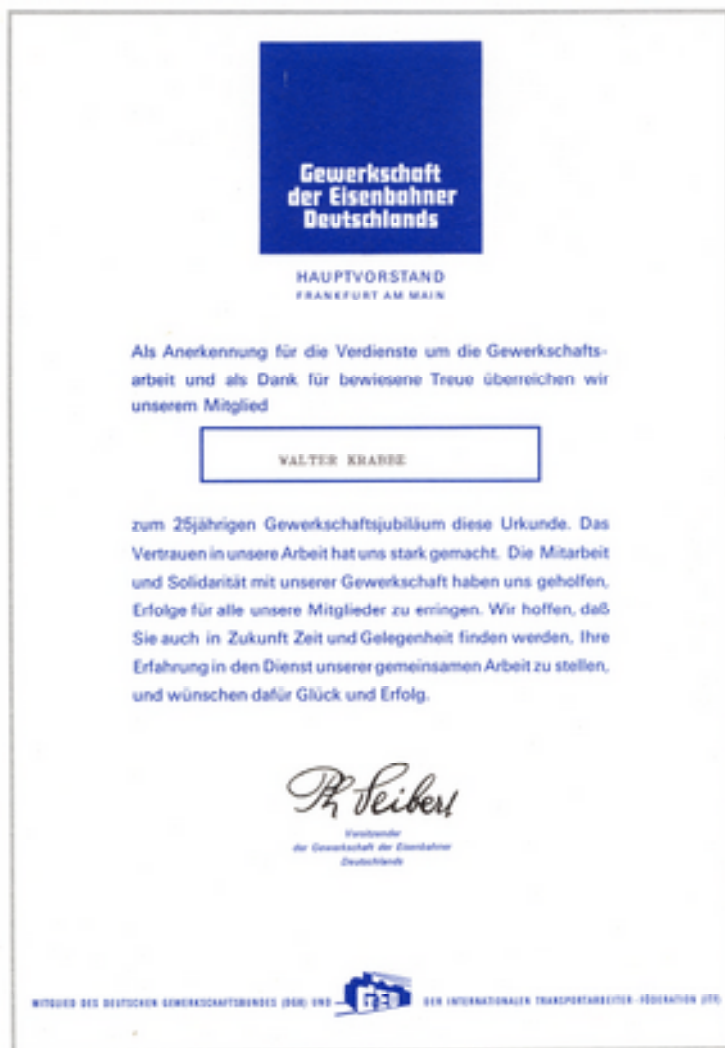 Gewerkschaft
der Eisenbahner
Deutschlands
HAUPTVORSTAND
FRANKFURT AM MAIN
Als Anerkennung für die Verdienste um die Gewerkschafts-
arbeit und als Dank für bewiesene Treue überreichen wir
unserem Mitglied
WALTER KRABBE
zum 25jährigen Gewerkschaftsjubiläum diese Urkunde. Das
Vertrauen in unsere Arbeit hat uns stark gemacht. Die Mitarbeit
und Solidarität mit unserer Gewerkschaft haben uns geholfen,
Erfolge für alle unsere Mitglieder zu erringen. Wir hoffen, daß
Sie auch in Zukunft Zeit und Gelegenheit finden werden, Ihre
Erfahrung in den Dienst unserer gemeinsamen Arbeit zu stellen,
und wünschen dafür Glück und Erfolg.
Ph Seibert
Vorsitzender
der Gewerkschaft der Eisenbahner
Deutschlands
MITGLIED DES DEUTSCHEN GEWERKSCHAFTSBUNDES (DGB) UND GdED DER INTERNATIONALEN TRANSPORTARBEITER-FÖDERATION (ITF)